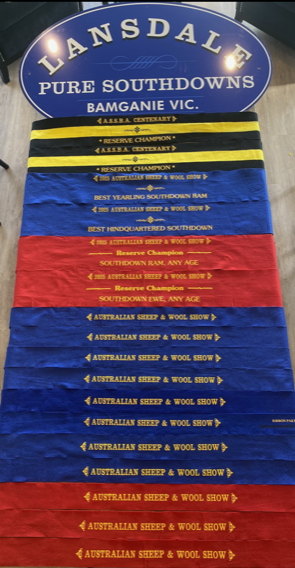 LANSDALE
PURE SOUTHDOWNS
BAMGANIE VIC.
A.S.S.B.A. CENTENARY
RESERVE CHAMPION
A.S.S.B.A. CENTENARY
RESERVE CHAMPION
2025 AUSTRALIAN SHEEP & WOOL SHOW
BEST YEARLING SOUTHDOWN RAM
2025 AUSTRALIAN SHEEP & WOOL SHOW
BEST HINDQUARTERED SOUTHDOWN
2025 AUSTRALIAN SHEEP & WOOL SHOW
Reserve Champion
SOUTHDOWN RAM, ANY AGE
2025 AUSTRALIAN SHEEP & WOOL SHOW
Reserve Champion
SOUTHDOWN EWE, ANY AGE
AUSTRALIAN SHEEP & WOOL SHOW
AUSTRALIAN SHEEP & WOOL SHOW
AUSTRALIAN SHEEP & WOOL SHOW
AUSTRALIAN SHEEP & WOOL SHOW
AUSTRALIAN SHEEP & WOOL SHOW
AUSTRALIAN SHEEP & WOOL SHOW
AUSTRALIAN SHEEP & WOOL SHOW
AUSTRALIAN SHEEP & WOOL SHOW
AUSTRALIAN SHEEP & WOOL SHOW
AUSTRALIAN SHEEP & WOOL SHOW
AUSTRALIAN SHEEP & WOOL SHOW